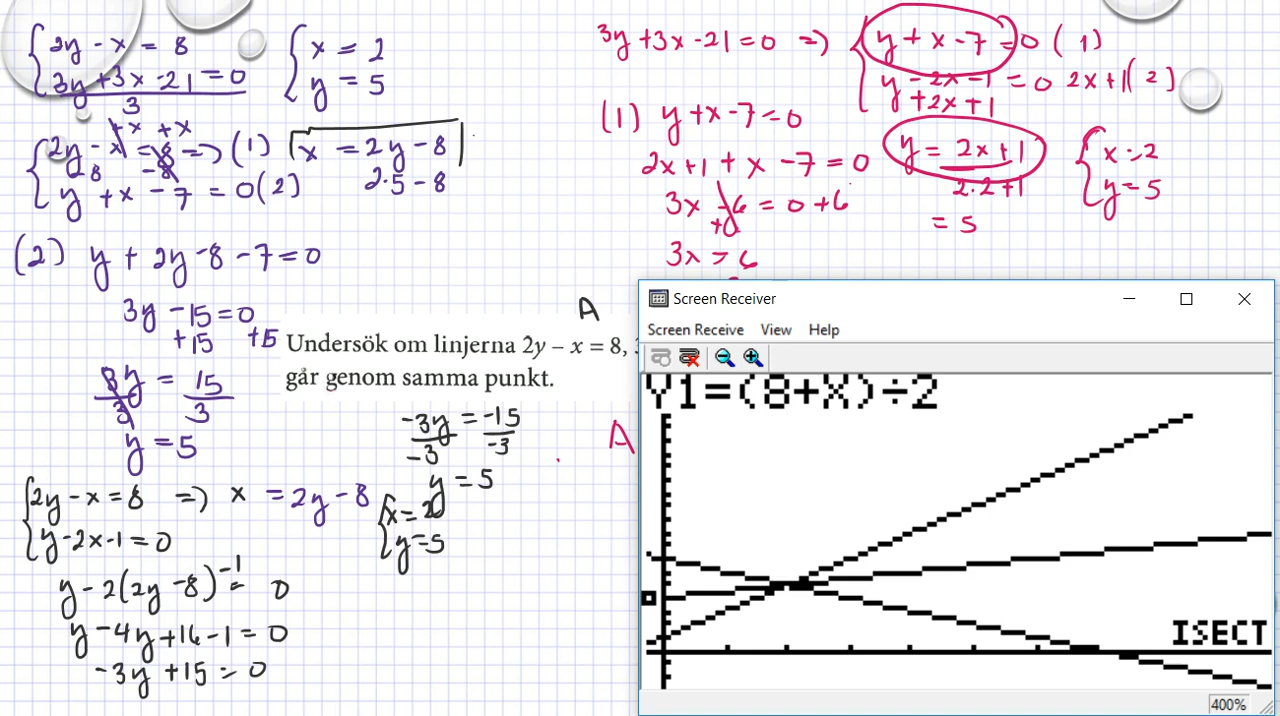 2y - x = 8
3y + 3x - 21 = 0
3
x = 2
y = 5
+x +x
2y - x = 8 => (1) x = 2y - 8
-8 -8
2·5 - 8
y + x - 7 = 0 (2)
(2) y + 2y - 8 - 7 = 0
3y - 15 = 0
+15 +15
3y = 15
3 3
y = 5
2y - x = 8 => x = 2y - 8
y - 2x - 1 = 0
y - 2(2y - 8) - 1 = 0
y - 4y + 16 - 1 = 0
-3y + 15 = 0
-3y = -15
-3 -3
y = 5
x = 2
y = 5
3y + 3x - 21 = 0 => y + x - 7 = 0 (1)
y - 2x - 1 = 0 2x + 1 (2)
+2x + 1
(1) y + x - 7 = 0
2x + 1 + x - 7 = 0
3x - 6 = 0 + 6
+6
3x = 6
y = 2x + 1
2·2 + 1
= 5
x = 2
y = 5
A
Undersök om linjerna 2y – x = 8,
går genom samma punkt.
A
Screen Receiver
Screen Receive View Help
Y1=(8+X)÷2
ISECT
400%